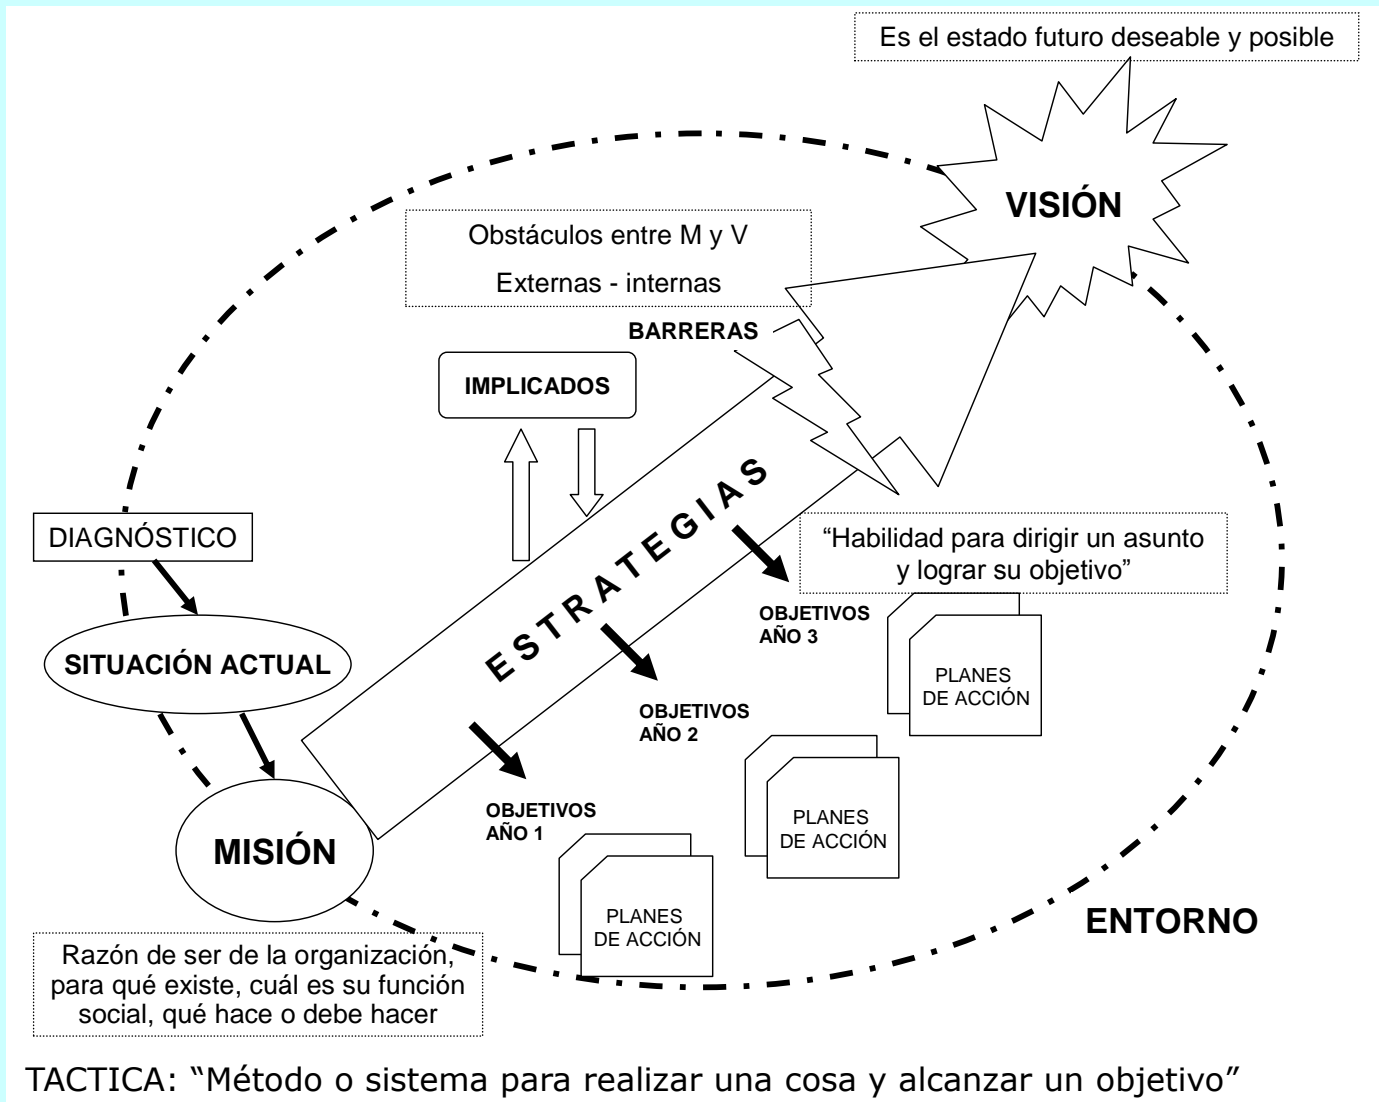 Es el estado futuro deseable y posible
VISIÓN
Obstáculos entre M y V
Externas - internas
BARRERAS
IMPLICADOS
ESTRATEGIAS
DIAGNÓSTICO
“Habilidad para dirigir un asunto
y lograr su objetivo”
OBJETIVOS
AÑO 3
SITUACIÓN ACTUAL
PLANES
DE ACCIÓN
OBJETIVOS
AÑO 2
OBJETIVOS
AÑO 1
PLANES
DE ACCIÓN
MISIÓN
PLANES
DE ACCIÓN
ENTORNO
Razón de ser de la organización,
para qué existe, cuál es su función
social, qué hace o debe hacer
TACTICA: “Método o sistema para realizar una cosa y alcanzar un objetivo”